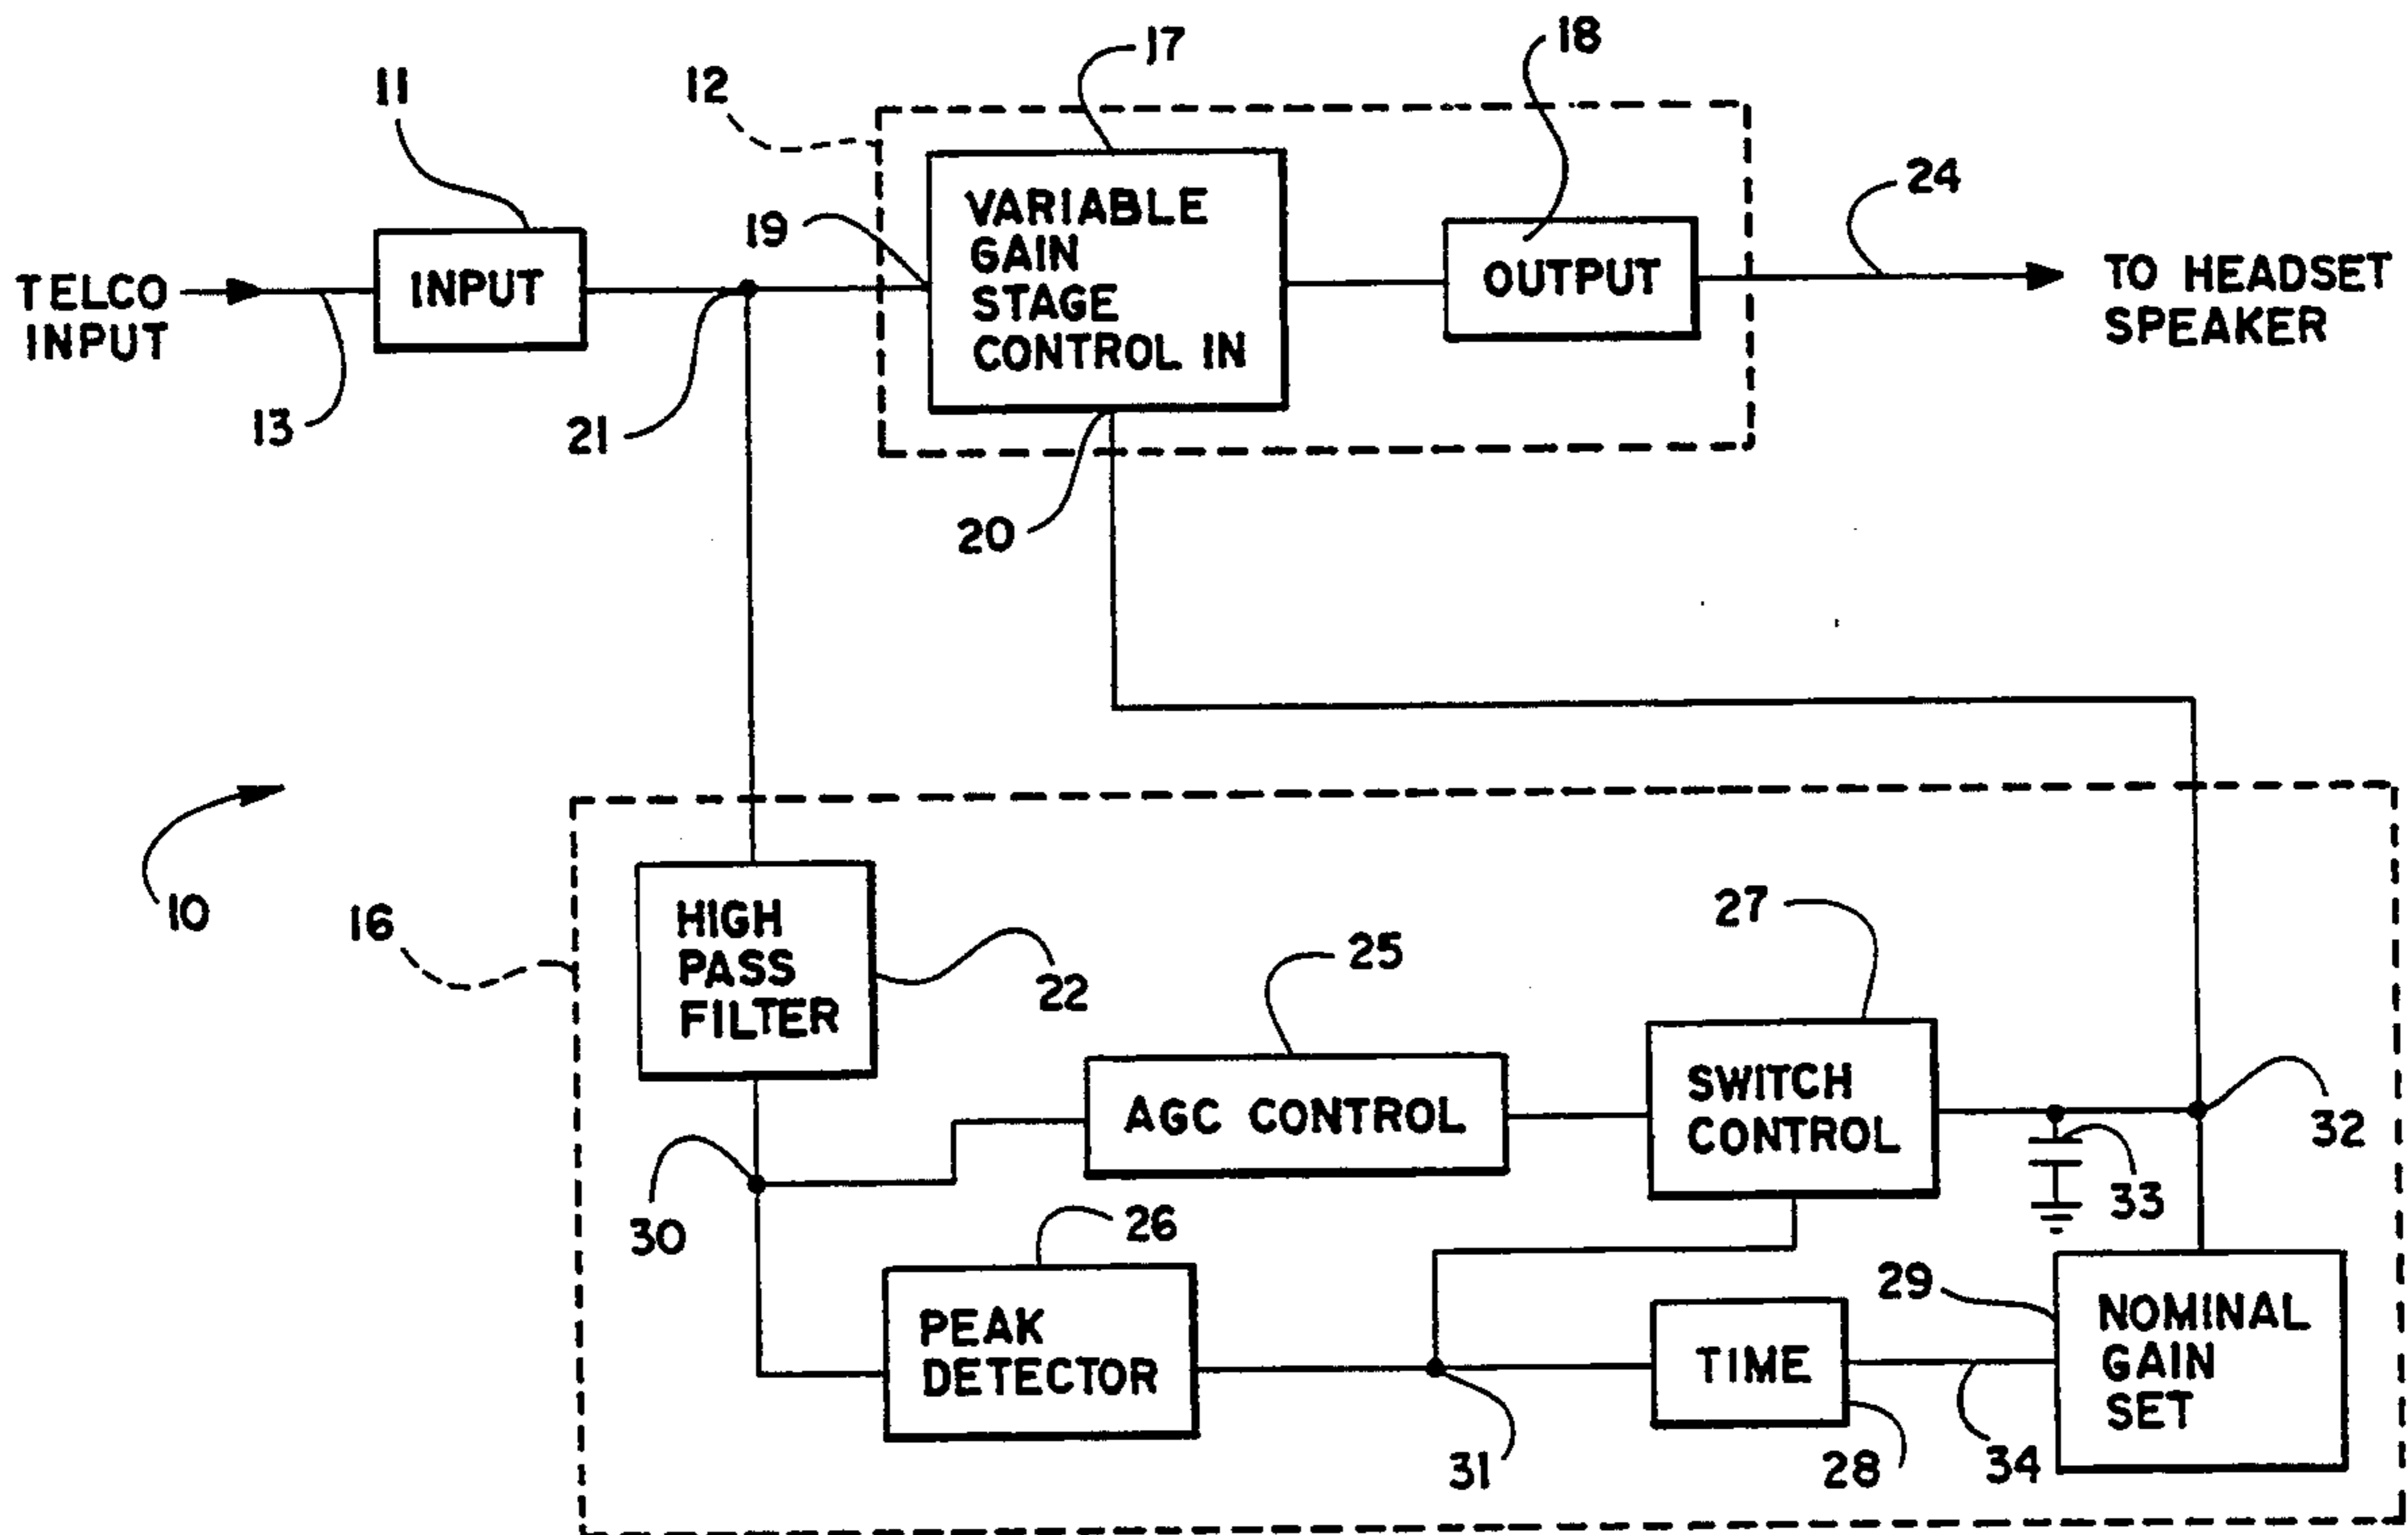 17
18
11
12
24
19
VARIABLE
GAIN
STAGE
CONTROL IN
TELCO
INPUT
INPUT
OUTPUT
TO HEADSET
SPEAKER
13
21
20
10
16
HIGH
PASS
FILTER
22
25
27
AGC CONTROL
SWITCH
CONTROL
32
33
30
26
29
PEAK
DETECTOR
TIME
NOMINAL
GAIN
SET
31
28
34